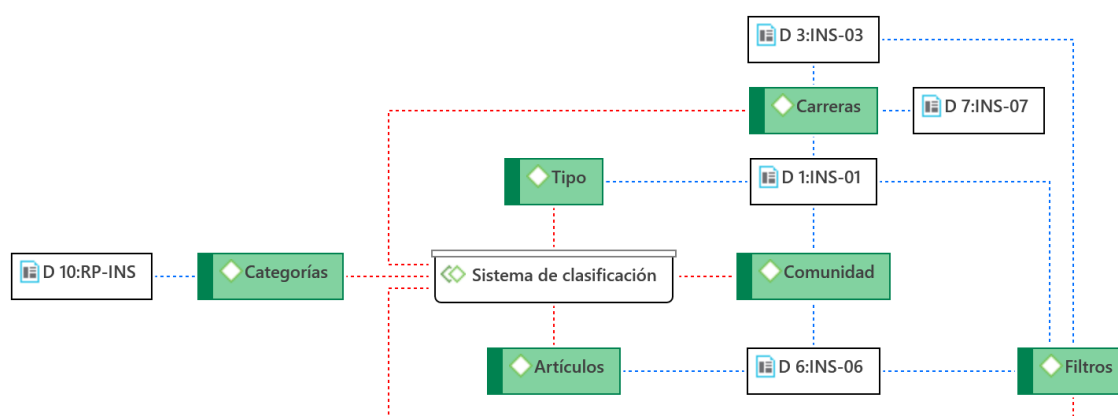 D 3:INS-03
Carreras
D 7:INS-07
Tipo
D 1:INS-01
D 10:RP-INS
Categorías
Sistema de clasificación
Comunidad
Artículos
D 6:INS-06
Filtros